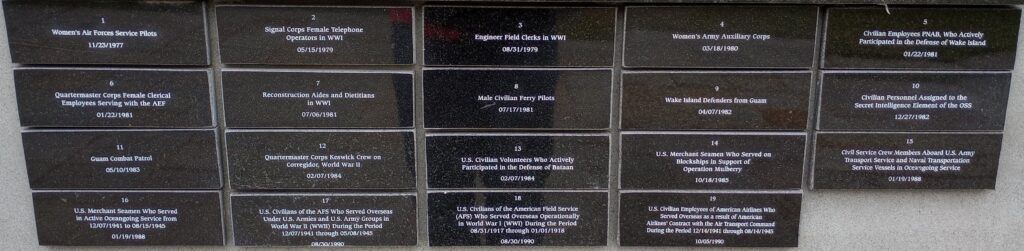 1
Women's Air Forces Service Pilots
11/23/1977
2
Signal Corps Female Telephone
Operators in WWI
05/15/1979
3
Engineer Field Clerks in WWI
08/31/1979
4
Women's Army Auxiliary Corps
03/18/1980
5
Civilian Employees PNAB, Who Actively
Participated in the Defense of Wake Island
01/22/1981
6
Quartermaster Corps Female Clerical
Employees Serving with the AEF
01/22/1981
7
Reconstruction Aides and Dietitians
in WWI
07/06/1981
8
Male Civilian Ferry Pilots
07/17/1981
9
Wake Island Defenders from Guam
04/07/1982
10
Civilian Personnel Assigned to the
Secret Intelligence Element of the OSS
12/27/1982
11
Guam Combat Patrol
05/10/1983
12
Quartermaster Corps Keswick Crew on
Corregidor, World War II
02/07/1984
13
U.S. Civilian Volunteers Who Actively
Participated in the Defense of Bataan
02/07/1984
14
U.S. Merchant Seamen Who Served on
Blockships in Support of
Operation Mulberry
10/18/1985
15
Civil Service Crew Members Aboard U.S. Army
Transport Service and Naval Transportation
Service Vessels in Oceangoing Service
01/19/1988
16
U.S. Merchant Seamen Who Served
in Active Oceangoing Service from
12/07/1941 to 08/15/1945
01/19/1988
17
U.S. Civilians of the AFS Who Served Overseas
Under U.S. Armies and U.S. Army Groups in
World War II (WWII) During the Period
12/07/1941 through 05/08/1945
08/30/1990
18
U.S. Civilians of the American Field Service
(AFS) Who Served Overseas Operationally
in World War I (WWI) During the Period
08/31/1917 through 01/01/1918
08/30/1990
19
U.S. Civilian Employees of American Airlines Who
Served Overseas as a result of American
Airlines' Contract with the Air Transport Command
During the Period 12/14/1941 through 08/14/1945
10/05/1990